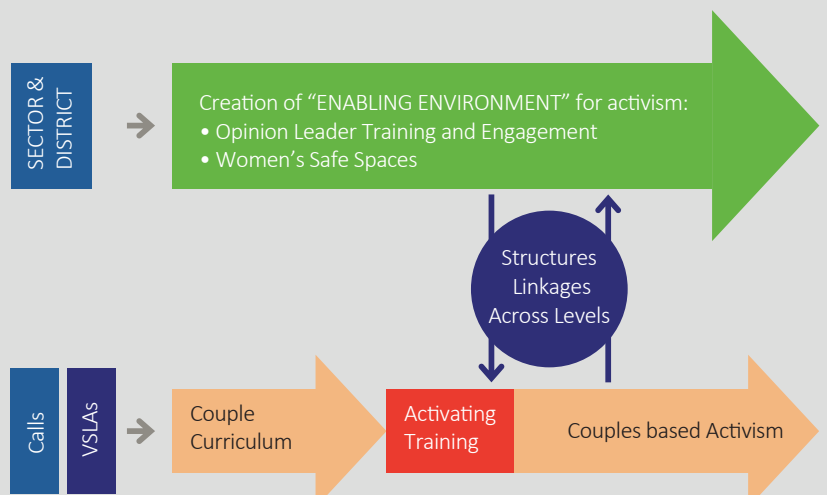 SECTOR &
DISTRICT
Creation of “ENABLING ENVIRONMENT” for activism:
• Opinion Leader Training and Engagement
• Women’s Safe Spaces
Structures
Linkages
Across Levels
Calls
VSLAs
Couple
Curriculum
Activating
Training
Couples based Activism